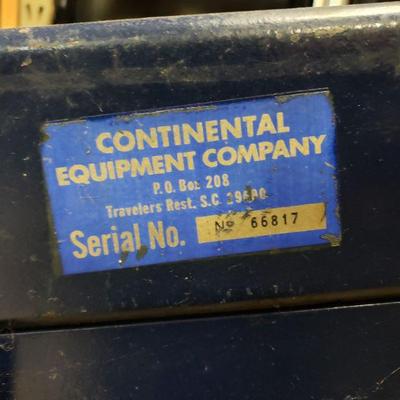 CONTINENTAL
EQUIPMENT COMPANY
P.O. Box 208
Travelers Rest, S.C.
Serial No. No 66817